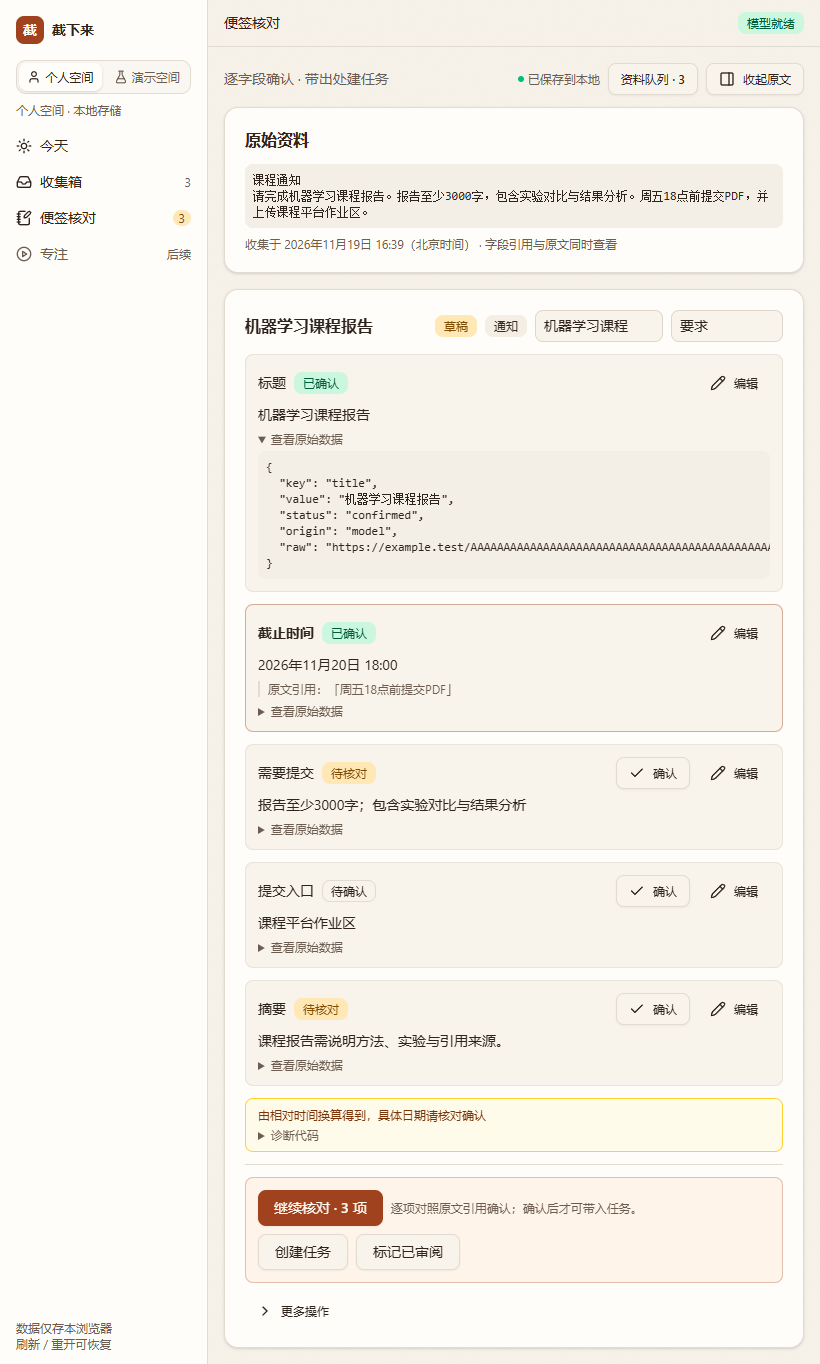 截 截下来
个人空间 演示空间
个人空间 · 本地存储
今天
收集箱 3
便签核对 3
专注 后续
数据仅存本浏览器
刷新 / 重开可恢复
便签核对 模型就绪
逐字段确认 · 带出处建任务 已保存到本地 资料队列 · 3 收起原文
原始资料
课程通知
请完成机器学习课程报告。报告至少3000字，包含实验对比与结果分析。周五18点前提交PDF，并
上传课程平台作业区。
收集于 2026年11月19日 16:39（北京时间） · 字段引用与原文同时查看
机器学习课程报告 草稿 通知 机器学习课程 要求
标题 已确认 编辑
机器学习课程报告
▼ 查看原始数据
{
"key": "title",
"value": "机器学习课程报告",
"status": "confirmed",
"origin": "model",
"raw": "https://example.test/AAAAAAAAAAAAAAAAAAAAAAAAAAAAAAAAAAAAAAAAAAAAAA
}
截止时间 已确认 编辑
2026年11月20日 18:00
原文引用：「周五18点前提交PDF」
▶ 查看原始数据
需要提交 待核对 确认 编辑
报告至少3000字；包含实验对比与结果分析
▶ 查看原始数据
提交入口 待确认 确认 编辑
课程平台作业区
▶ 查看原始数据
摘要 待核对 确认 编辑
课程报告需说明方法、实验与引用来源。
▶ 查看原始数据
由相对时间换算得到，具体日期请核对确认
▶ 诊断代码
继续核对 · 3 项 逐项对照原文引用确认；确认后才可带入任务。
创建任务 标记已审阅
更多操作